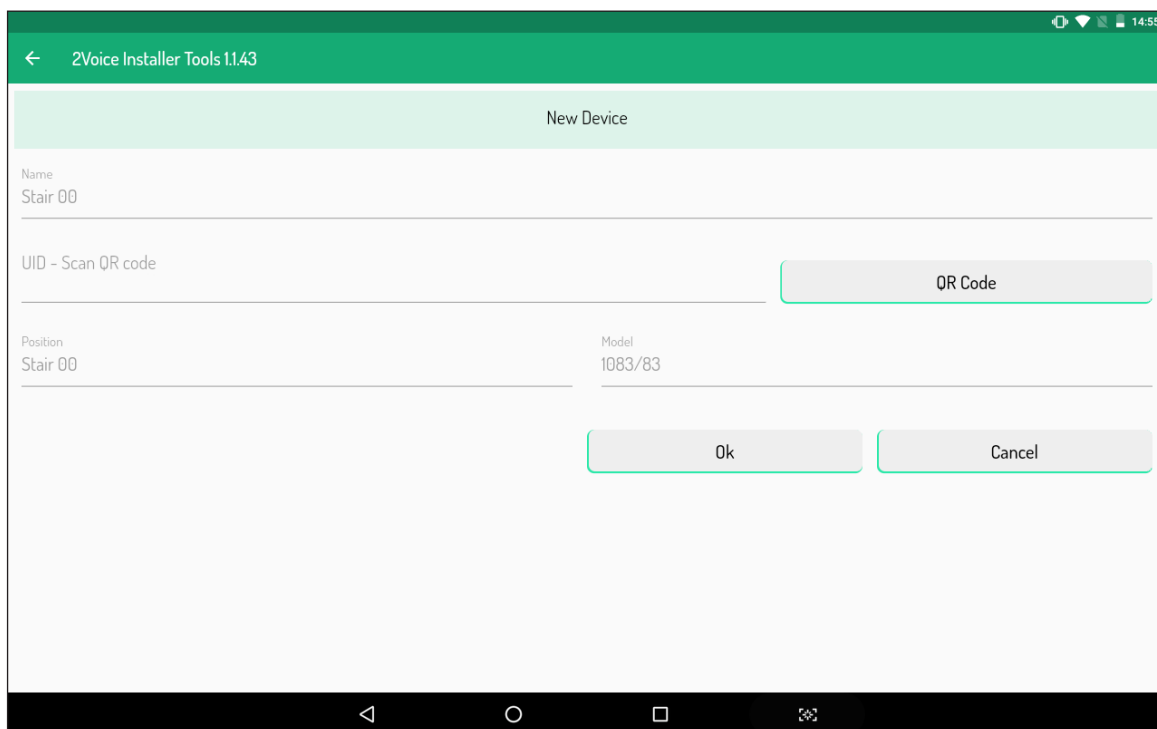 14:55
2Voice Installer Tools 1.1.43
New Device
Name
Stair 00
UID - Scan QR code
QR Code
Position
Model
Stair 00
1083/83
Ok
Cancel